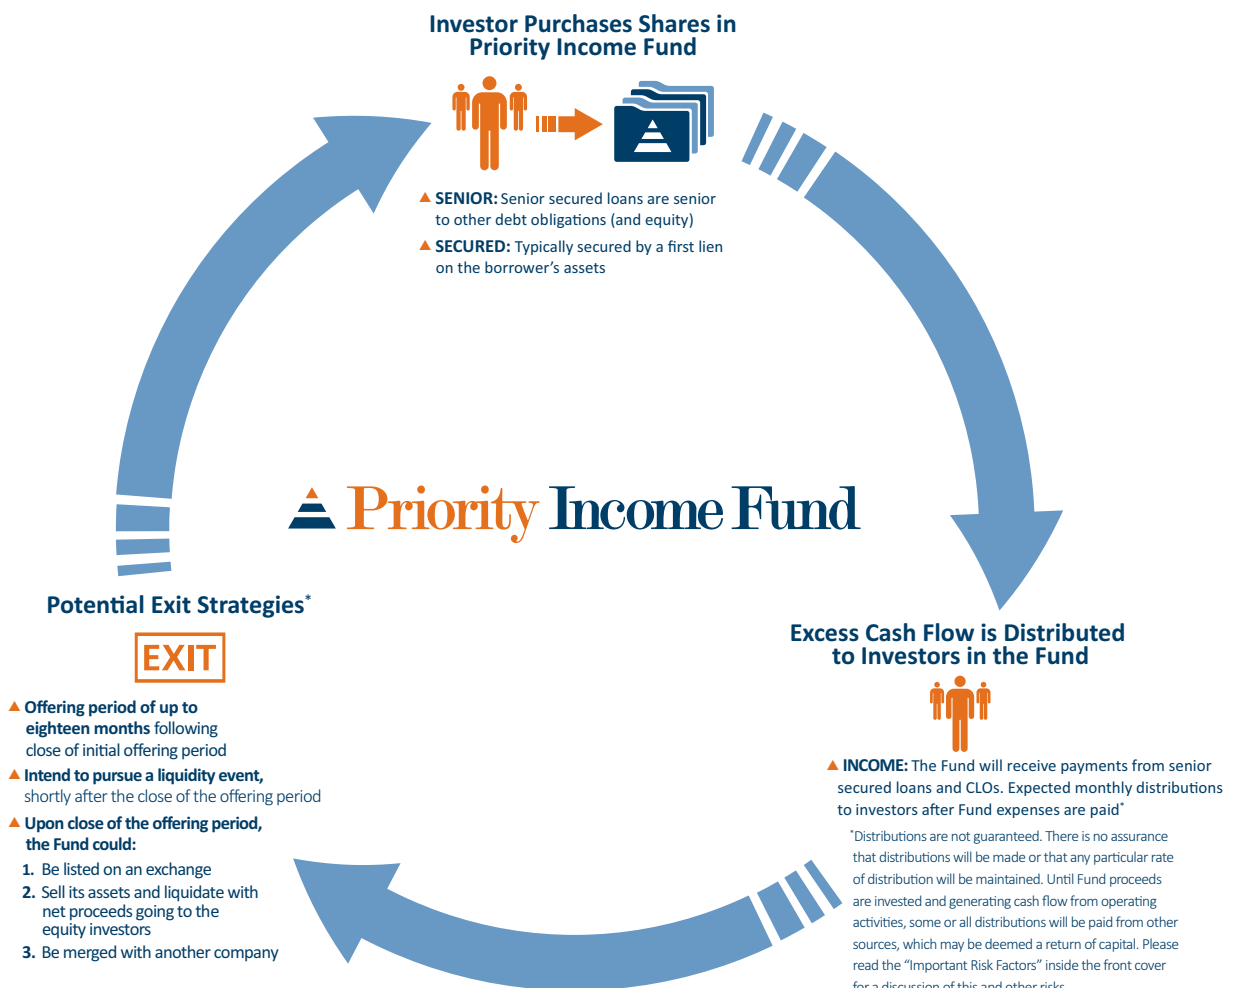 Investor Purchases Shares in
Priority Income Fund
▲ SENIOR: Senior secured loans are senior
to other debt obligations (and equity)
▲ SECURED: Typically secured by a first lien
on the borrower’s assets
Priority Income Fund
Potential Exit Strategies*
EXIT
▲ Offering period of up to
eighteen months following
close of initial offering period
▲ Intend to pursue a liquidity event,
shortly after the close of the offering period
▲ Upon close of the offering period,
the Fund could:
1. Be listed on an exchange
2. Sell its assets and liquidate with
net proceeds going to the
equity investors
3. Be merged with another company
Excess Cash Flow is Distributed
to Investors in the Fund
▲ INCOME: The Fund will receive payments from senior
secured loans and CLOs. Expected monthly distributions
to investors after Fund expenses are paid*
*Distributions are not guaranteed. There is no assurance
that distributions will be made or that any particular rate
of distribution will be maintained. Until Fund proceeds
are invested and generating cash flow from operating
activities, some or all distributions will be paid from other
sources, which may be deemed a return of capital. Please
read the “Important Risk Factors” inside the front cover
for a discussion of this and other risks